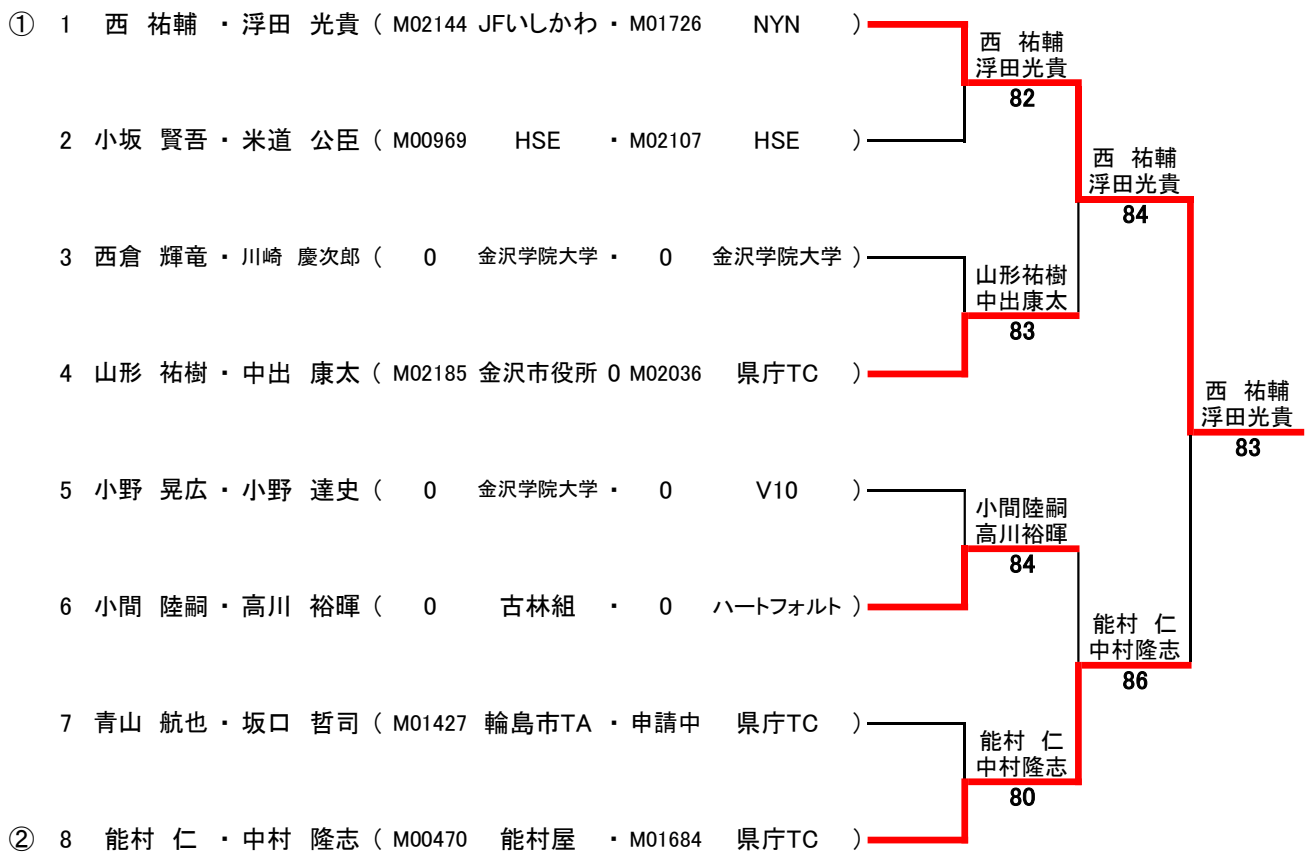 ① 1 西 祐輔 ・ 浮田 光貴 ( M02144 JFいしかわ ・ M01726 NYN )
西 祐輔
浮田光貴
82
2 小坂 賢吾 ・ 米道 公臣 ( M00969 HSE ・ M02107 HSE )
西 祐輔
浮田光貴
84
3 西倉 輝竜 ・ 川崎 慶次郎 ( 0 金沢学院大学 ・ 0 金沢学院大学 )
山形祐樹
中出康太
83
4 山形 祐樹 ・ 中出 康太 ( M02185 金沢市役所 0 M02036 県庁TC )
西 祐輔
浮田光貴
83
5 小野 晃広 ・ 小野 達史 ( 0 金沢学院大学 ・ 0 V10 )
小間陸嗣
高川裕暉
84
6 小間 陸嗣 ・ 高川 裕暉 ( 0 古林組 ・ 0 ハートフォルト )
能村 仁
中村隆志
86
7 青山 航也 ・ 坂口 哲司 ( M01427 輪島市TA ・ 申請中 県庁TC )
能村 仁
中村隆志
80
② 8 能村 仁 ・ 中村 隆志 ( M00470 能村屋 ・ M01684 県庁TC )